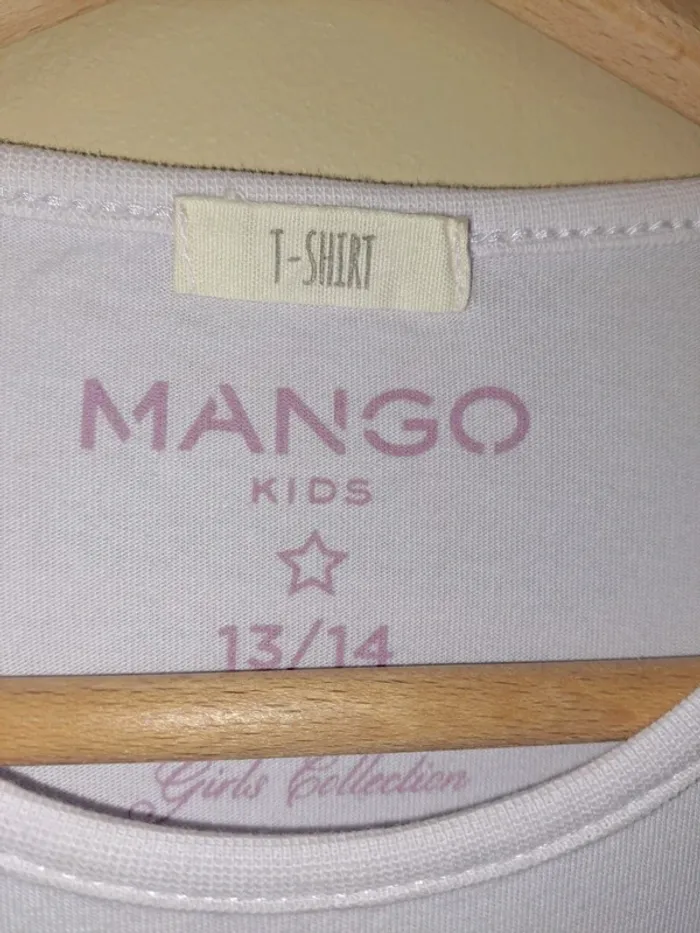 T-SHIRT
MANGO
KIDS
13/14
Girls Collection